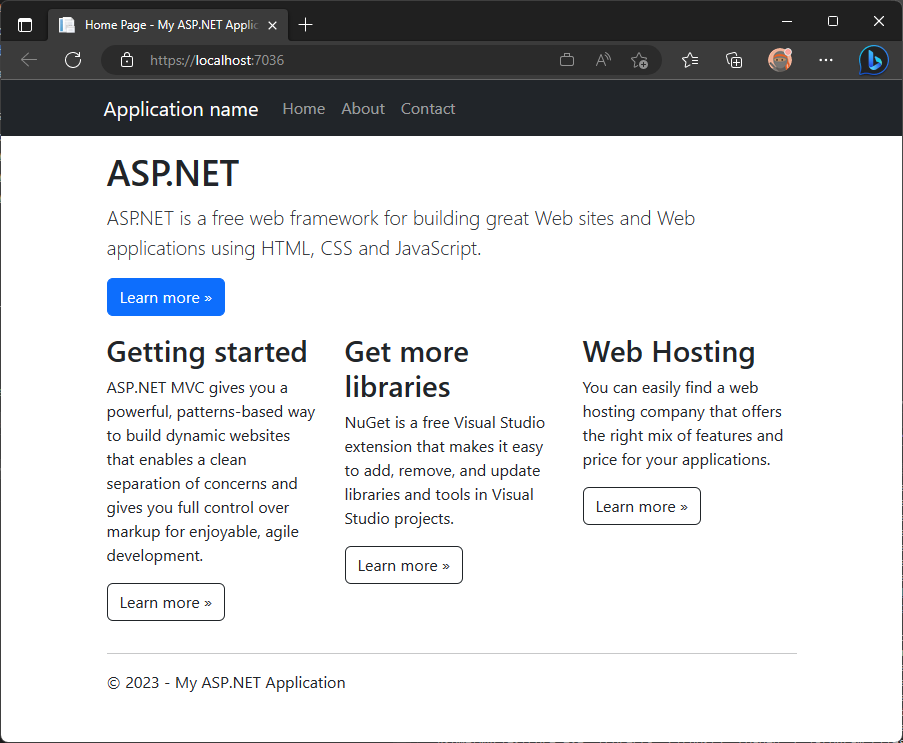 Home Page - My ASP.NET Applic
https://localhost:7036
Application name Home About Contact
ASP.NET
ASP.NET is a free web framework for building great Web sites and Web
applications using HTML, CSS and JavaScript.
Learn more »
Getting started
ASP.NET MVC gives you a
powerful, patterns-based way
to build dynamic websites
that enables a clean
separation of concerns and
gives you full control over
markup for enjoyable, agile
development.
Learn more »
Get more
libraries
NuGet is a free Visual Studio
extension that makes it easy
to add, remove, and update
libraries and tools in Visual
Studio projects.
Learn more »
Web Hosting
You can easily find a web
hosting company that offers
the right mix of features and
price for your applications.
Learn more »
© 2023 - My ASP.NET Application